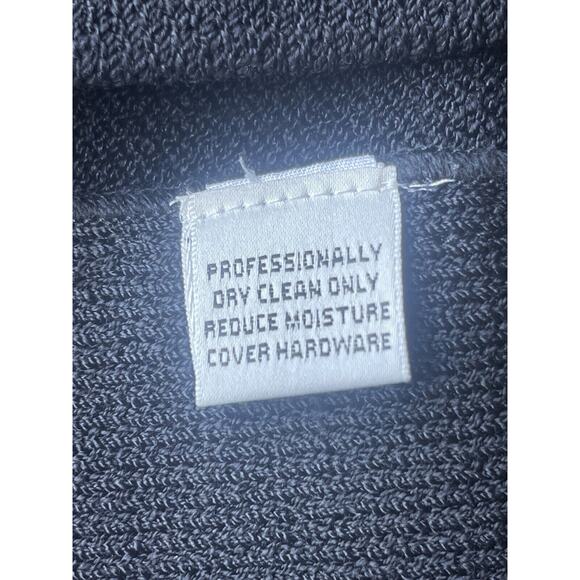 PROFESSIONALLY
DRY CLEAN ONLY
REDUCE MOISTURE
COVER HARDWARE